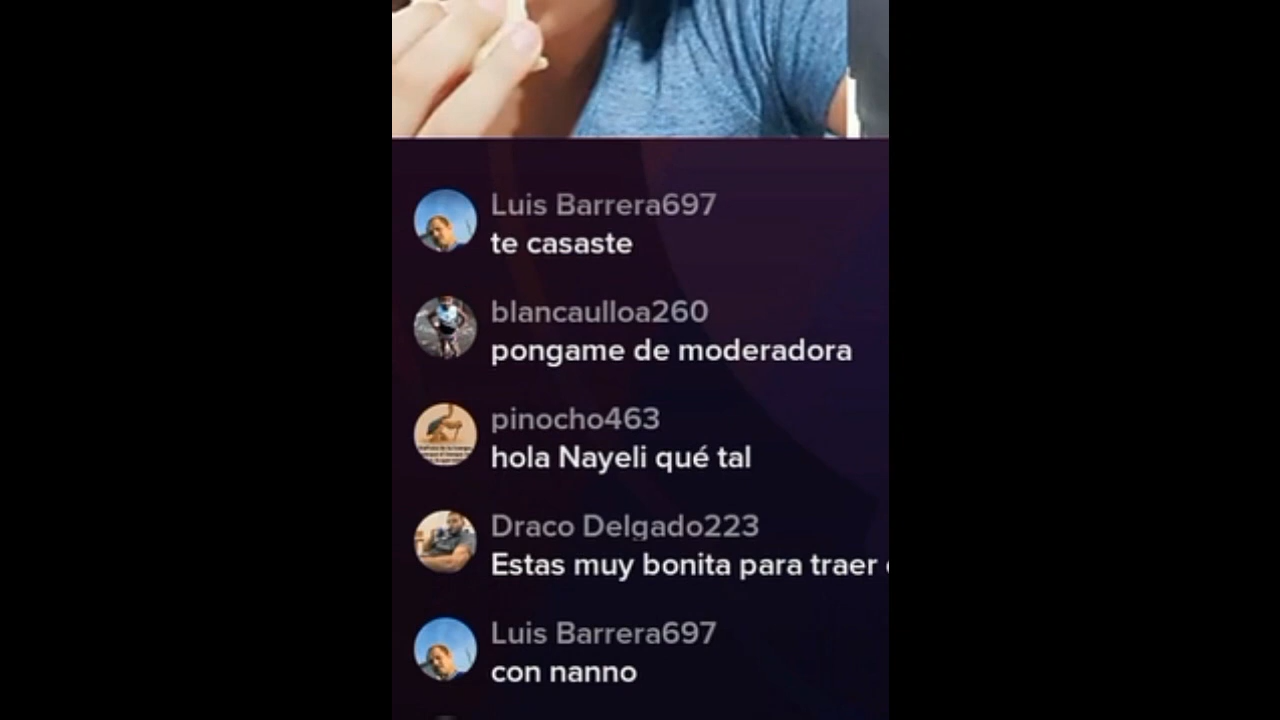 Luis Barrera697
te casaste
blancaulloa260
pongame de moderadora
pinocho463
hola Nayeli qué tal
Draco Delgado223
Estas muy bonita para traer
Luis Barrera697
con nanno